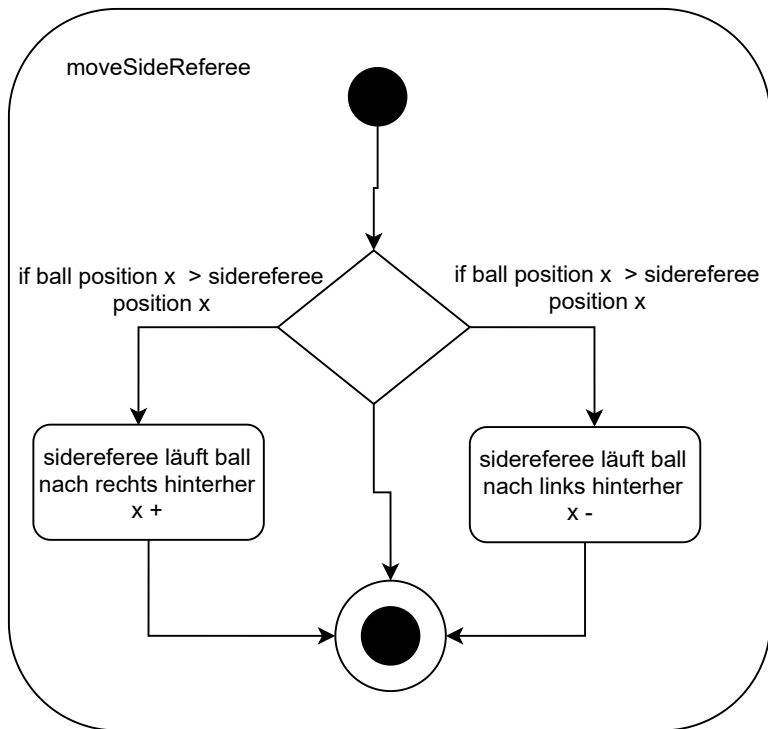 moveSideReferee
if ball position x  > sidereferee
position x
if ball position x  > sidereferee
position x
sidereferee läuft ball
nach rechts hinterher
x +
sidereferee läuft ball
nach links hinterher
x -